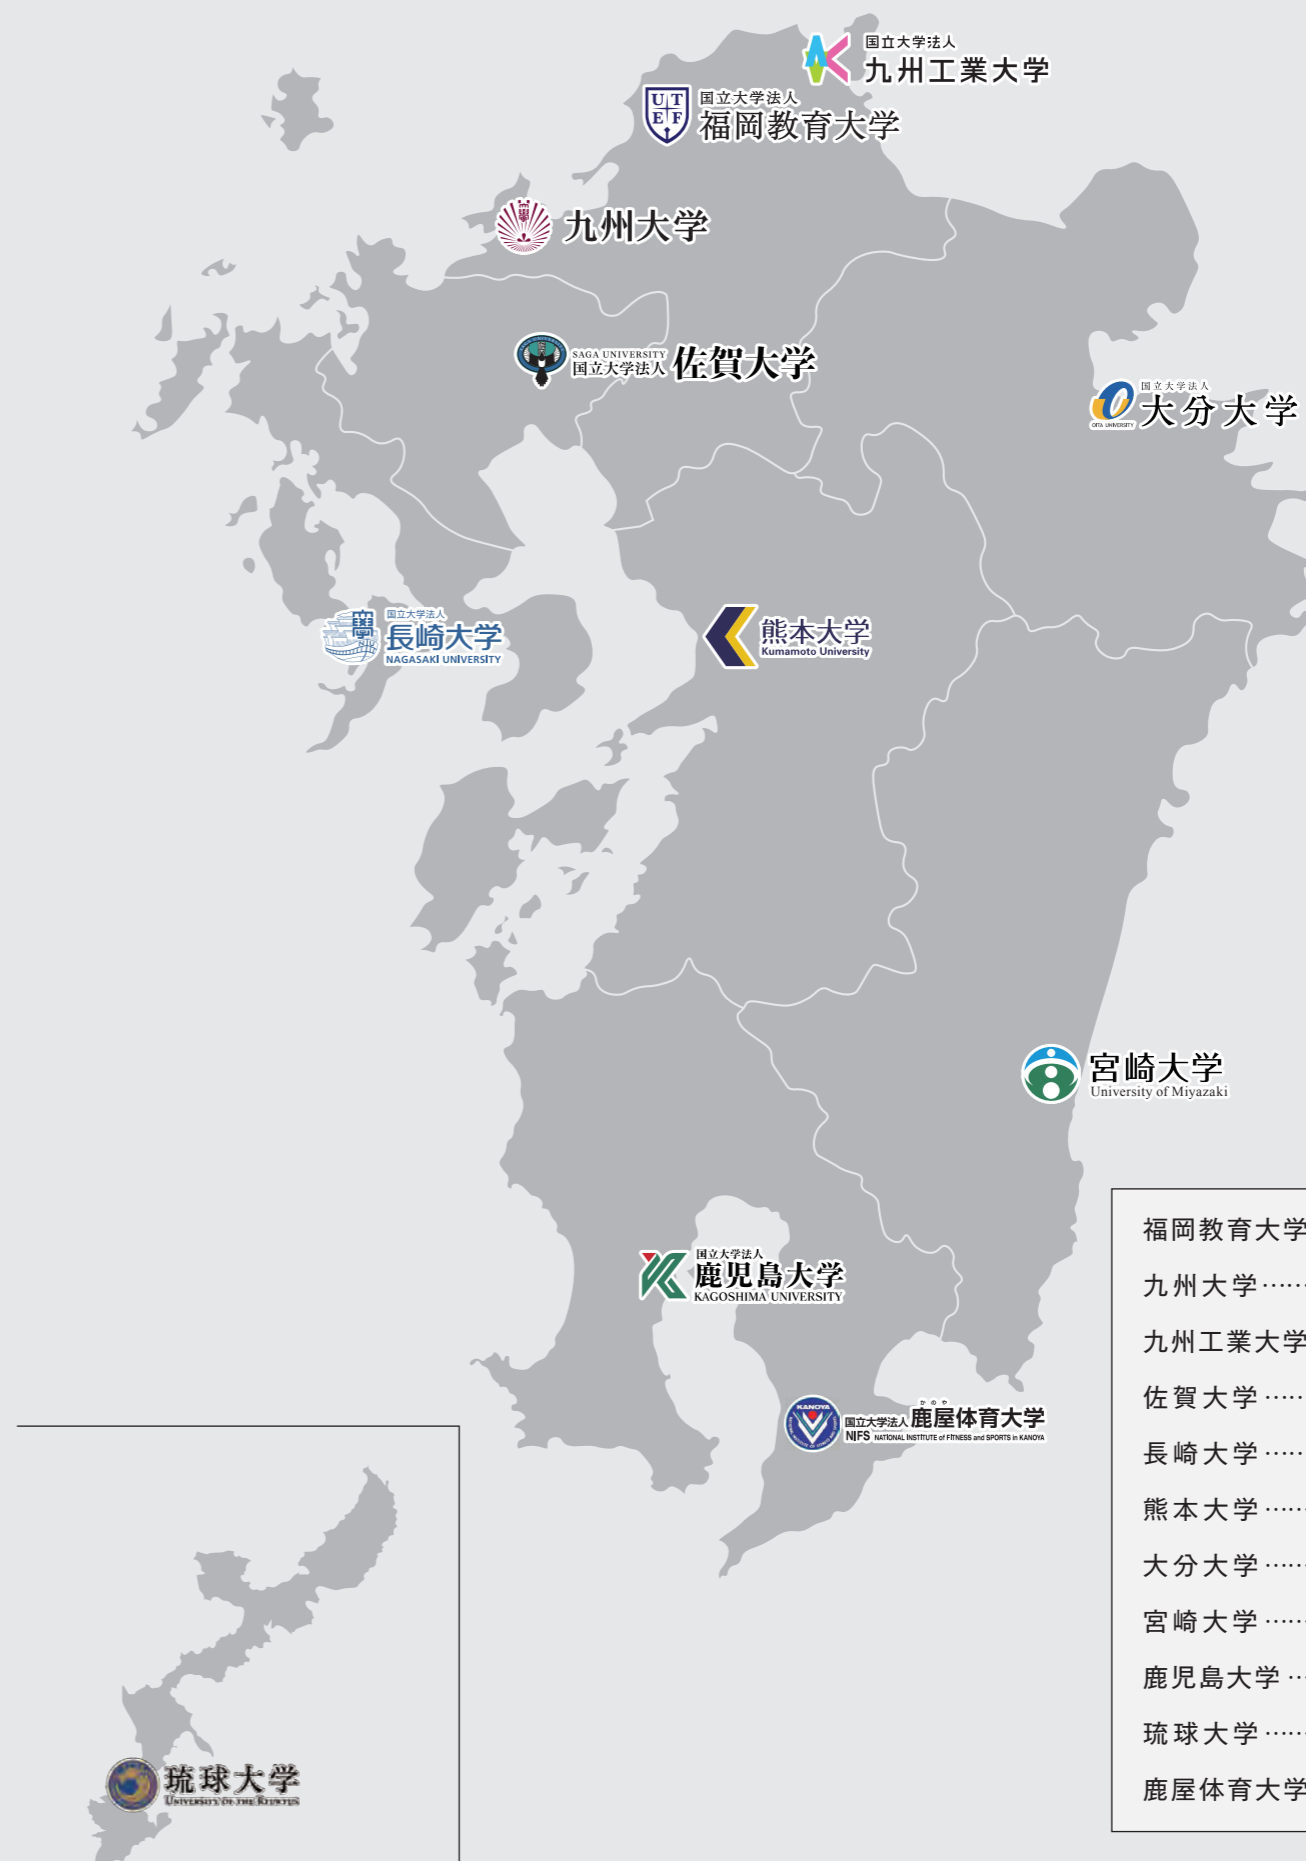 国立大学法人
九州工業大学
UT
EF
国立大学法人
福岡教育大学
九州大学
SAGA UNIVERSITY
国立大学法人
佐賀大学
国立大学法人
大分大学
OITA UNIVERSITY
国立大学法人
長崎大学
NAGASAKI UNIVERSITY
熊本大学
Kumamoto University
宮崎大学
University of Miyazaki
国立大学法人
鹿児島大学
KAGOSHIMA UNIVERSITY
KANOYA
かのや
国立大学法人 鹿屋体育大学
NIFS NATIONAL INSTITUTE of FITNESS and SPORTS in KANOYA
琉球大学
UNIVERSITY OF THE RYUKYUS
福岡教育大学
九州大学……
九州工業大学
佐賀大学……
長崎大学……
熊本大学……
大分大学……
宮崎大学……
鹿児島大学…
琉球大学……
鹿屋体育大学